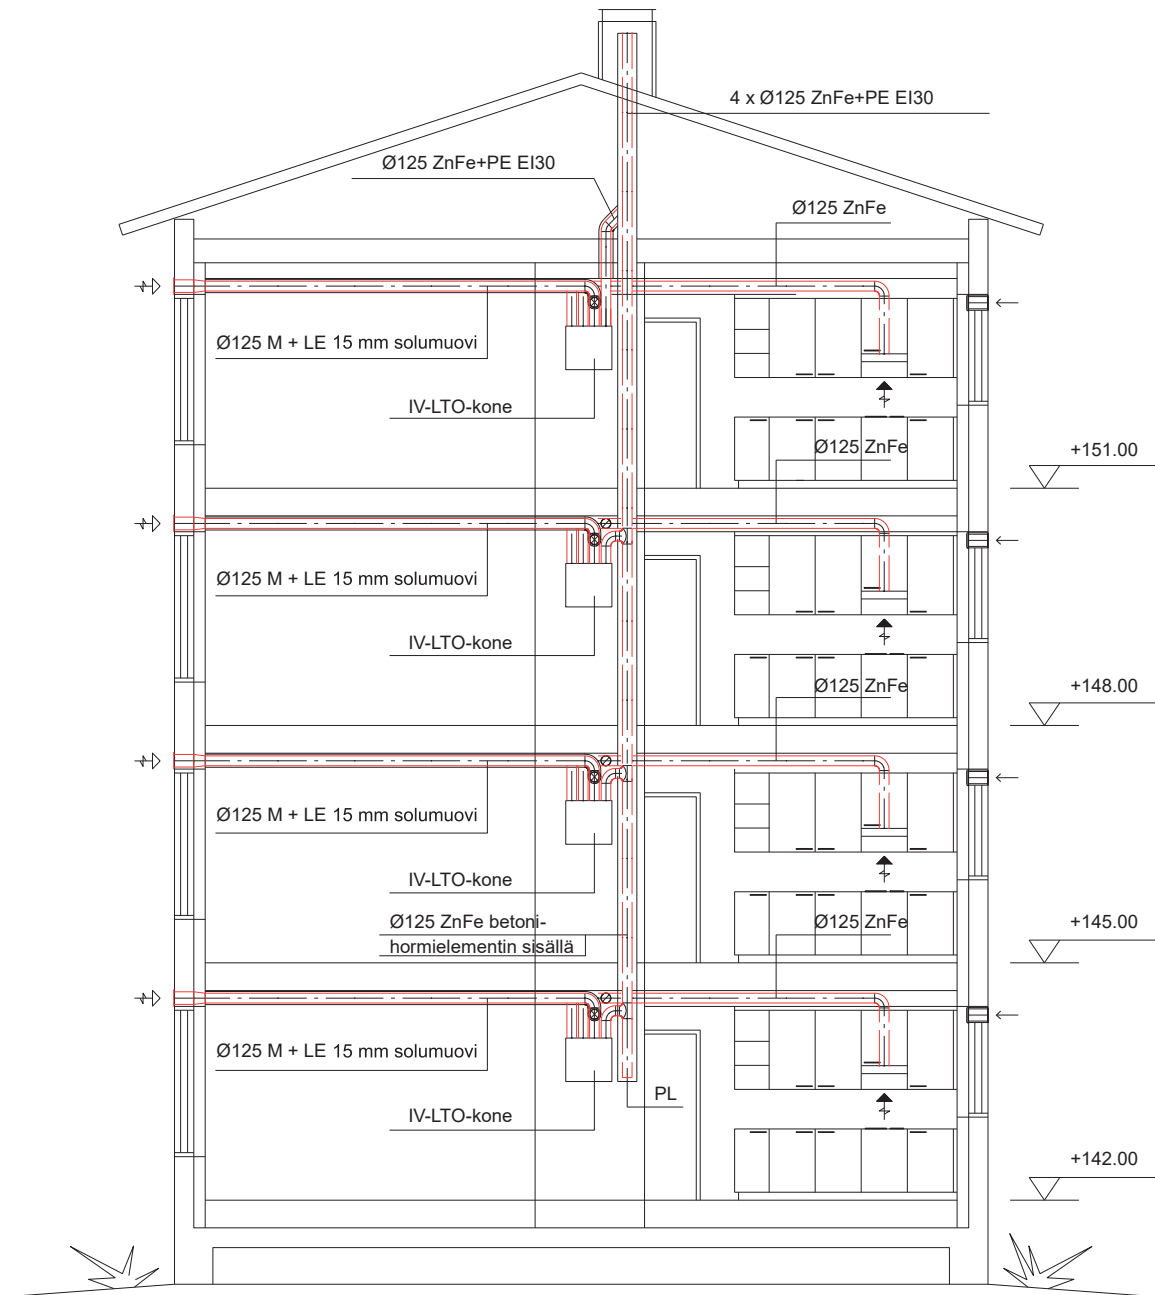 4 x Ø125 ZnFe+PE EI30
Ø125 ZnFe+PE EI30
Ø125 ZnFe
Ø125 M + LE 15 mm solumuovi
IV-LTO-kone
Ø125 ZnFe
+151.00
Ø125 M + LE 15 mm solumuovi
IV-LTO-kone
Ø125 ZnFe
+148.00
Ø125 M + LE 15 mm solumuovi
IV-LTO-kone
Ø125 ZnFe betoni-
hormielementin sisällä
Ø125 ZnFe
+145.00
Ø125 M + LE 15 mm solumuovi
PL
IV-LTO-kone
+142.00